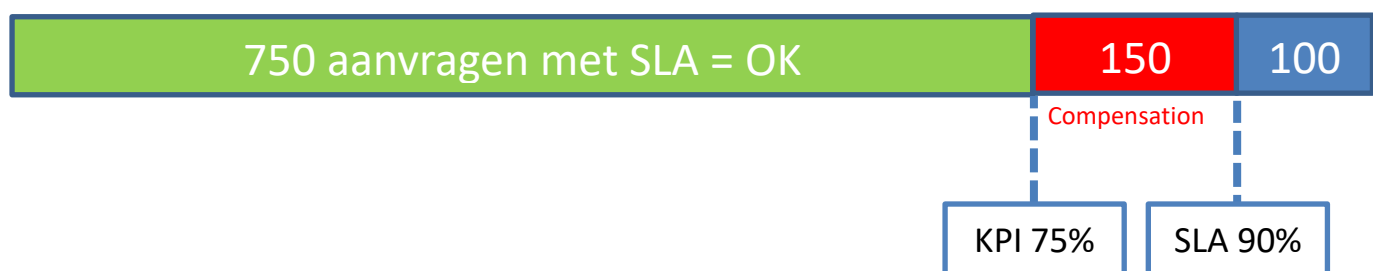 750 aanvragen met SLA = OK
150
100
Compensation
KPI 75%
SLA 90%